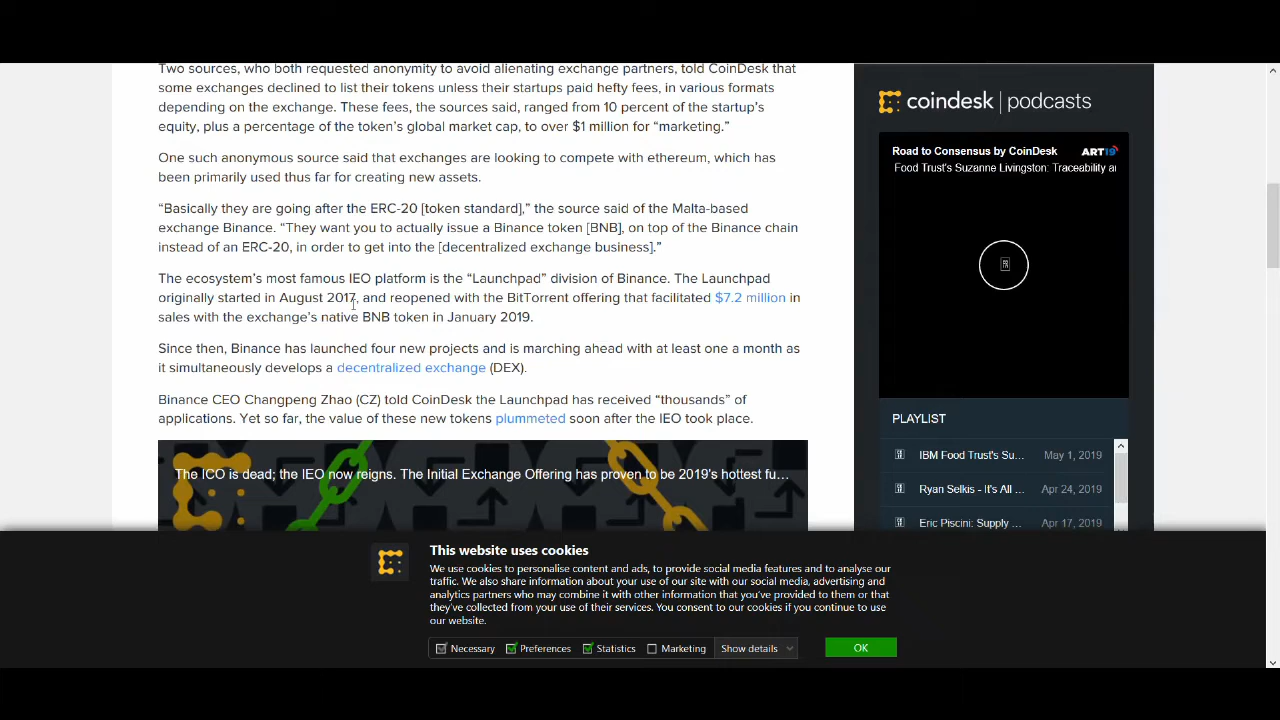 Two sources, who both requested anonymity to avoid alienating exchange partners, told CoinDesk that
some exchanges declined to list their tokens unless their startups paid hefty fees, in various formats
depending on the exchange. These fees, the sources said, ranged from 10 percent of the startup’s
equity, plus a percentage of the token’s global market cap, to over $1 million for “marketing.”
One such anonymous source said that exchanges are looking to compete with ethereum, which has
been primarily used thus far for creating new assets.
“Basically they are going after the ERC-20 [token standard],” the source said of the Malta-based
exchange Binance. “They want you to actually issue a Binance token [BNB], on top of the Binance chain
instead of an ERC-20, in order to get into the [decentralized exchange business].”
The ecosystem’s most famous IEO platform is the “Launchpad” division of Binance. The Launchpad
originally started in August 2017, and reopened with the BitTorrent offering that facilitated $7.2 million in
sales with the exchange’s native BNB token in January 2019.
Since then, Binance has launched four new projects and is marching ahead with at least one a month as
it simultaneously develops a decentralized exchange (DEX).
Binance CEO Changpeng Zhao (CZ) told CoinDesk the Launchpad has received “thousands” of
applications. Yet so far, the value of these new tokens plummeted soon after the IEO took place.
The ICO is dead; the IEO now reigns. The Initial Exchange Offering has proven to be 2019's hottest fu...
coindesk | podcasts
Road to Consensus by CoinDesk ART19
Food Trust's Suzanne Livingston: Traceability a
PLAYLIST
IBM Food Trust's Su... May 1, 2019
Ryan Selkis - It's All ... Apr 24, 2019
Eric Piscini: Supply ... Apr 17, 2019
This website uses cookies
We use cookies to personalise content and ads, to provide social media features and to analyse our
traffic. We also share information about your use of our site with our social media, advertising and
analytics partners who may combine it with other information that you’ve provided to them or that
they’ve collected from your use of their services. You consent to our cookies if you continue to use
our website.
Necessary Preferences Statistics Marketing Show details OK